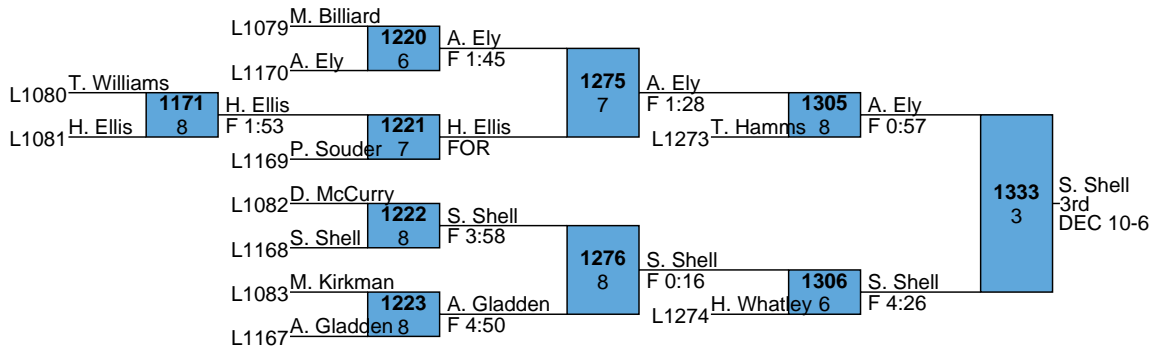 L1080 T. Williams
L1081 H. Ellis
1171
8
H. Ellis
F 1:53
L1079 M. Billiard
L1170 A. Ely
1220
6
A. Ely
F 1:45
L1169 P. Souder
1221
7
H. Ellis
FOR
L1082 D. McCurry
L1168 S. Shell
1222
8
S. Shell
F 3:58
L1083 M. Kirkman
L1167 A. Gladden
1223
8
A. Gladden
F 4:50
1275
7
A. Ely
F 1:28
1276
8
S. Shell
F 0:16
L1273 T. Hamms
1305
8
A. Ely
F 0:57
L1274 H. Whatley
1306
6
S. Shell
F 4:26
1333
3
S. Shell
3rd
DEC 10-6